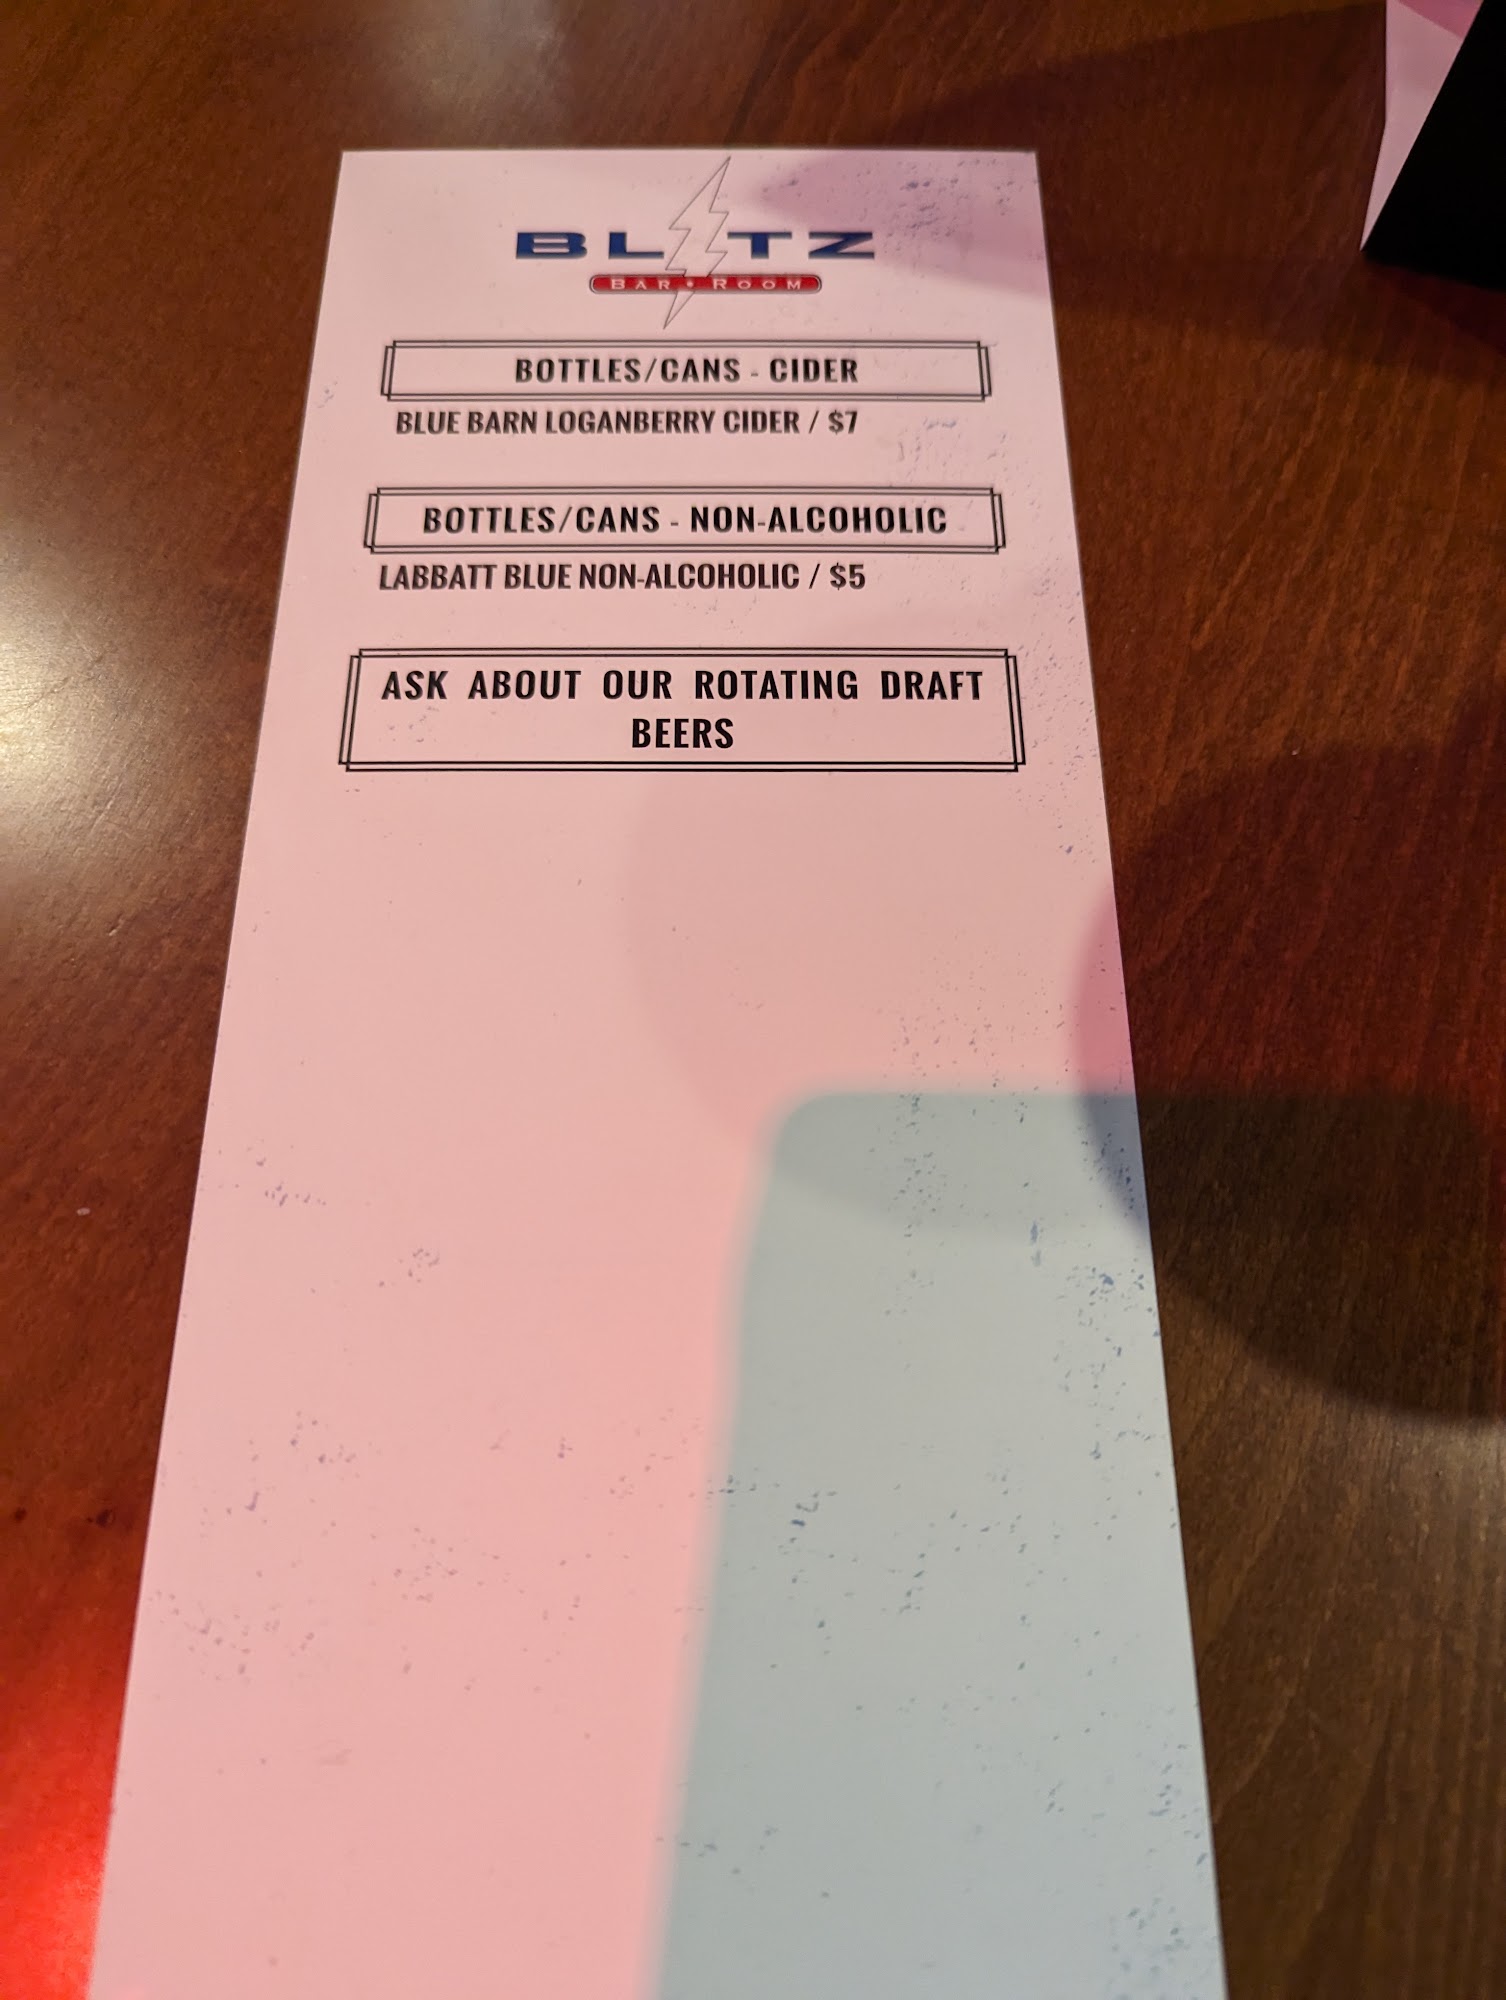 BLITZ
BAR • ROOM
BOTTLES/CANS - CIDER
BLUE BARN LOGANBERRY CIDER / $7
BOTTLES/CANS - NON-ALCOHOLIC
LABBATT BLUE NON-ALCOHOLIC / $5
ASK ABOUT OUR ROTATING DRAFT
BEERS